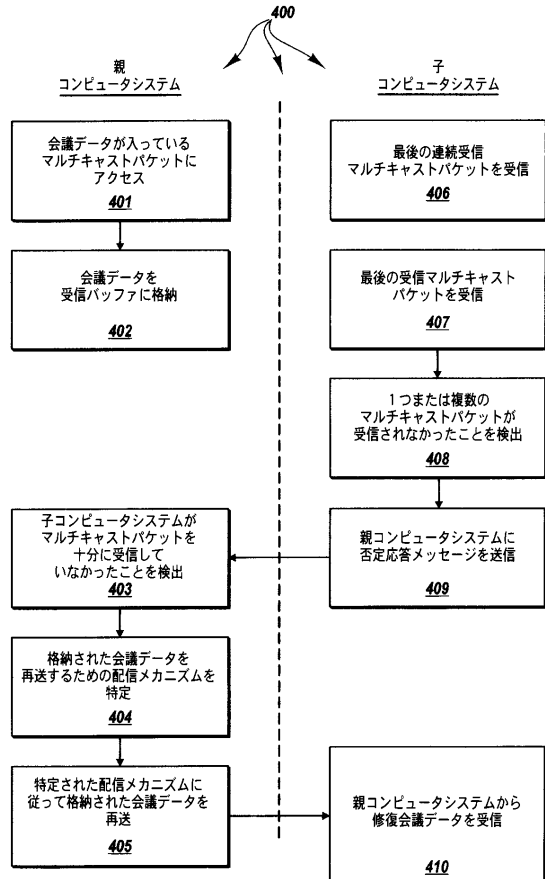 400
親
コンピュータシステム
子
コンピュータシステム
会議データが入っている
マルチキャストパケットに
アクセス
401
会議データを
受信バッファに格納
402
最後の連続受信
マルチキャストパケットを受信
406
最後の受信マルチキャスト
パケットを受信
407
1つまたは複数の
マルチキャストパケットが
受信されなかったことを検出
408
子コンピュータシステムが
マルチキャストパケットを
十分に受信して
いなかったことを検出
403
親コンピュータシステムに
否定応答メッセージを送信
409
格納された会議データを
再送するための配信メカニズムを
特定
404
特定された配信メカニズムに
従って格納された会議データを
再送
405
親コンピュータシステムから
修復会議データを受信
410